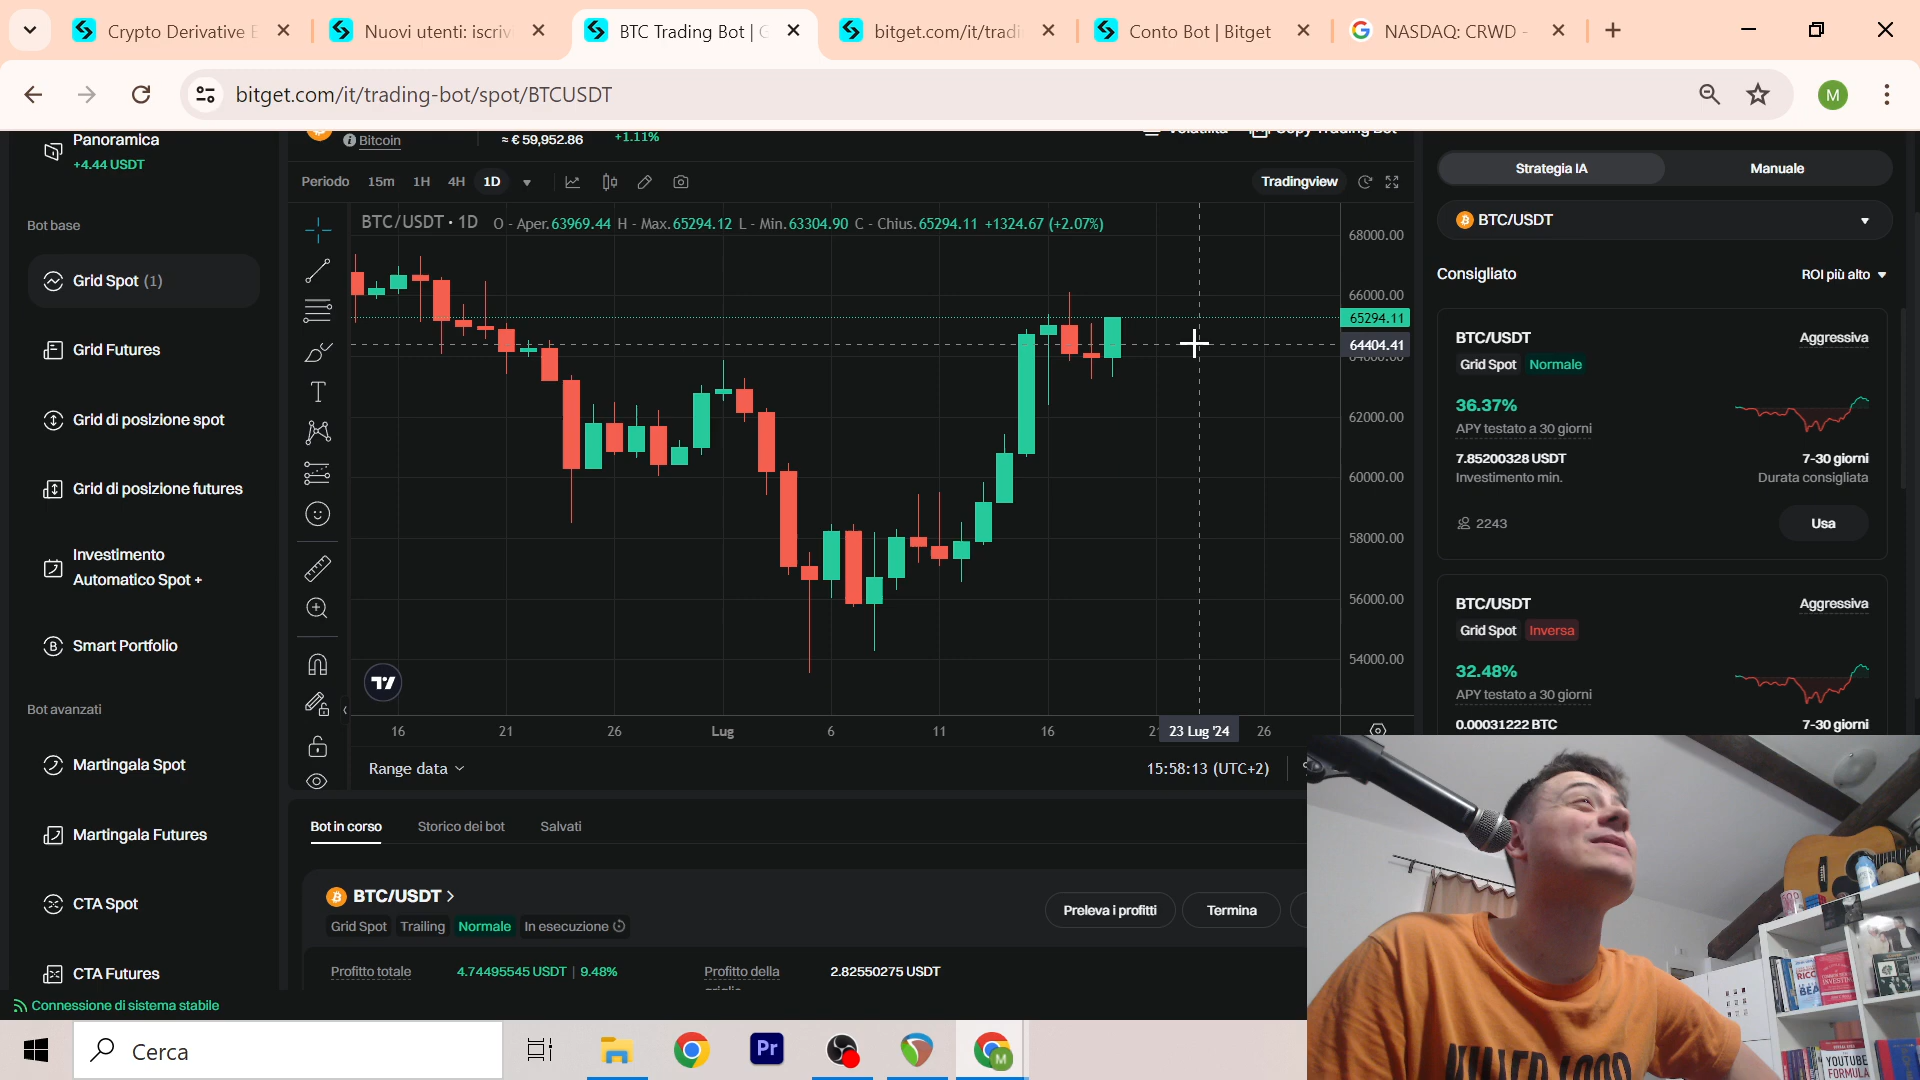 Crypto Derivative E
Nuovi utenti: iscriv
BTC Trading Bot | G
bitget.com/it/tradi
Conto Bot | Bitget
NASDAQ: CRWD -
bitget.com/it/trading-bot/spot/BTCUSDT
M
Panoramica
+4.44 USDT
Bitcoin
≈ € 59,952.86
+1.11%
Volatilità
Copy Trading Bot
Periodo 15m 1H 4H 1D
Tradingview
BTC/USDT · 1D O - Aper. 63969.44 H - Max. 65294.12 L - Min. 63304.90 C - Chius. 65294.11 +1324.67 (+2.07%)
68000.00
66000.00
65294.11
64404.41
64000.00
62000.00
60000.00
58000.00
56000.00
54000.00
16 21 26 Lug 6 11 16 21 23 Lug '24 26
Range data
15:58:13 (UTC+2)
Bot base
Grid Spot (1)
Grid Futures
Grid di posizione spot
Grid di posizione futures
Investimento
Automatico Spot +
Smart Portfolio
Bot avanzati
Martingala Spot
Martingala Futures
CTA Spot
CTA Futures
Connessione di sistema stabile
Strategia IA
Manuale
BTC/USDT
Consigliato
ROI più alto
BTC/USDT
Aggressiva
Grid Spot Normale
36.37%
APY testato a 30 giorni
7.85200328 USDT
7-30 giorni
Investimento min.
Durata consigliata
2243
Usa
BTC/USDT
Aggressiva
Grid Spot Inversa
32.48%
APY testato a 30 giorni
0.00031222 BTC
7-30 giorni
Bot in corso
Storico dei bot
Salvati
BTC/USDT >
Grid Spot Trailing Normale In esecuzione
Preleva i profitti
Termina
Profitto totale
4.74495545 USDT | 9.48%
Profitto della
griglia
2.82550275 USDT
Cerca
Pr
M
YOUTUBE
FORMULA